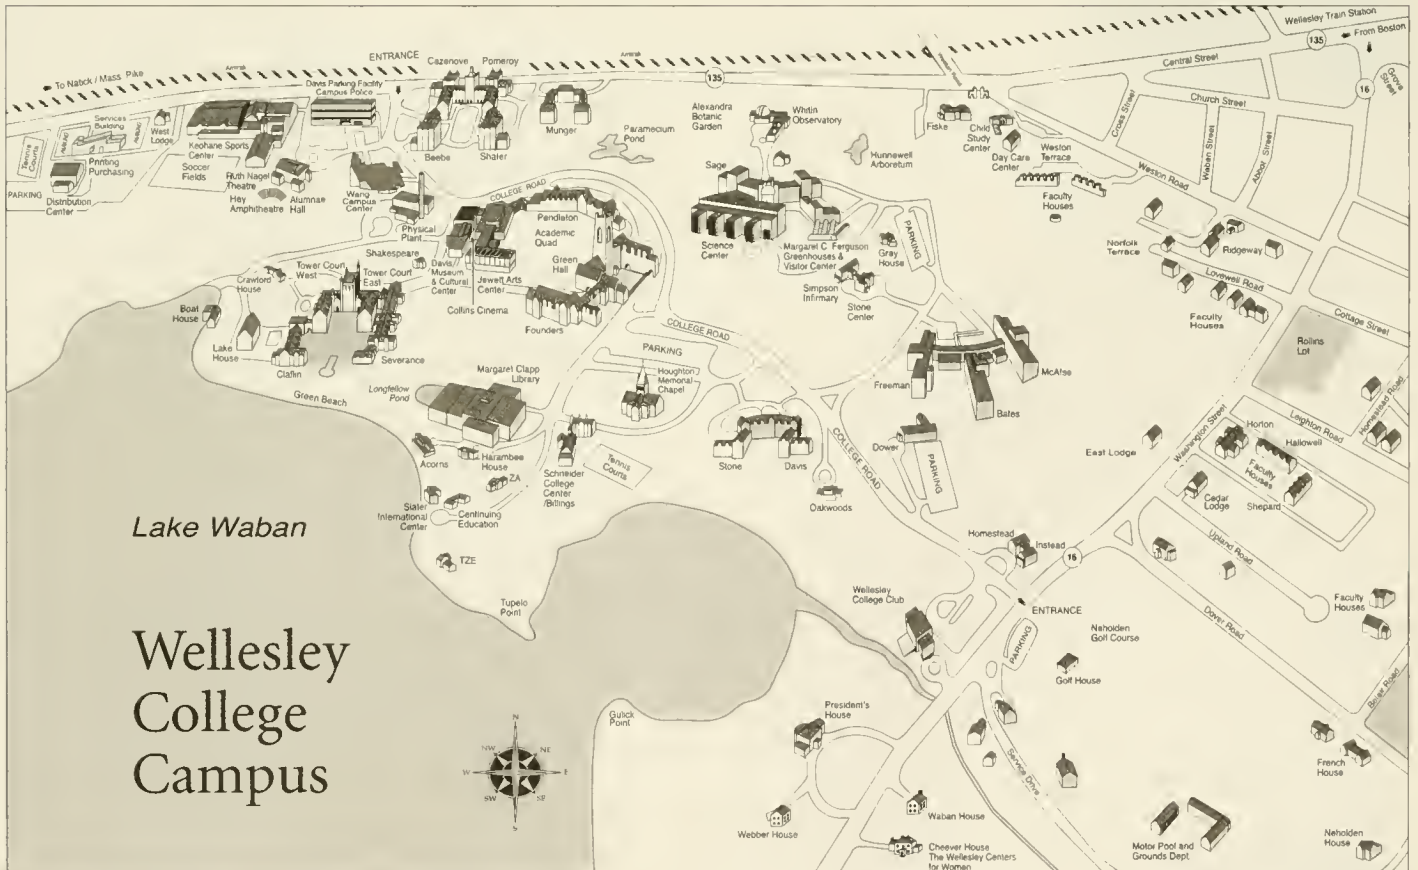 Wellesley Train Station
135
From Boston
To Natick / Mass Pike
Amtrak
ENTRANCE
Cazenove
Pomeroy
Amtrak
135
Central Street
Grove
Street
16
Davis Parking Facility
Campus Police
Church Street
Cross Street
Services
Building
West
Lodge
Tennis
Courts
Keohane Sports
Center
Munger
Alexandra
Botanic
Garden
Whitin
Observatory
Fiske
Child
Study
Center
Day Care
Center
Weston
Terrace
Waban Street
Abbot Street
Paramecium
Pond
Hunnewell
Arboretum
Beebe
Shafer
Printing
Purchasing
Soccer
Fields
Ruth Nagel
Theatre
Hay
Amphitheatre
Alumnae
Hall
Wang
Campus
Center
COLLEGE ROAD
Sage
Weston Road
PARKING
Distribution
Center
Faculty
Houses
Physical
Plant
Pendleton
Academic
Quad
Green
Hall
Science
Center
Margaret C. Ferguson
Greenhouses &
Visitor Center
Gray
House
PARKING
Norfolk
Terrace
Ridgeway
Shakespeare
Tower Court
West
Tower Court
East
Davis
Museum
& Cultural
Center
Jewett Arts
Center
Collins Cinema
Founders
Simpson
Infirmary
Stone
Center
Lovewell Road
Faculty
Houses
Cottage Street
Crawford
House
Boat
House
Lake
House
Claflin
Severance
COLLEGE ROAD
PARKING
Rollins
Lot
Margaret Clapp
Library
Houghton
Memorial
Chapel
Freeman
McAfee
Bates
Longfellow
Pond
Green Beach
Homestead Road
Leighton Road
Washington Street
Horton
Hallowell
Faculty
Houses
Shepard
Cedar
Lodge
East Lodge
Acorns
Harambee
House
ZA
Schneider
College
Center
/Billings
Tennis
Courts
Stone
Davis
COLLEGE ROAD
Dower
PARKING
Oakwoods
Slater
International
Center
Continuing
Education
Lake Waban
TZE
Homestead
Instead
16
Upland Road
Tupelo
Point
Wellesley
College Club
ENTRANCE
Faculty
Houses
Dover Road
Nehoiden
Golf Course
PARKING
Golf House
Wellesley
College
Campus
Gulick
Point
President's
House
N
NW
NE
W
E
SW
SE
S
Service Drive
French
House
Webber House
Waban House
Cheever House
The Wellesley Centers
for Women
Motor Pool and
Grounds Dept.
Nehoiden
House